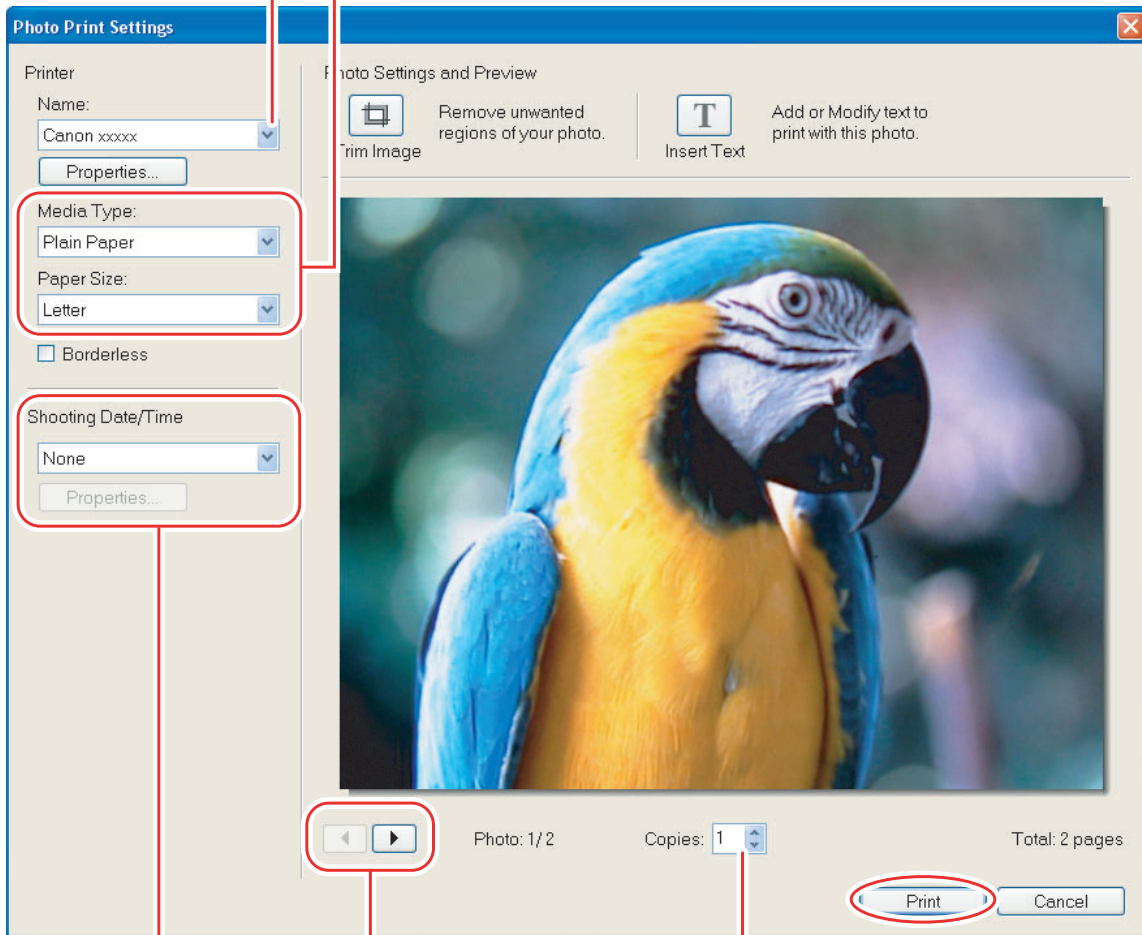 Photo Print Settings
Printer
Name:
Canon xxxxx
Properties...
Media Type:
Plain Paper
Paper Size:
Letter
Borderless
Shooting Date/Time
None
Properties...
Photo Settings and Preview
Trim Image
Remove unwanted
regions of your photo.
T
Insert Text
Add or Modify text to
print with this photo.
Photo: 1/2
Copies: 1
Total: 2 pages
Print
Cancel